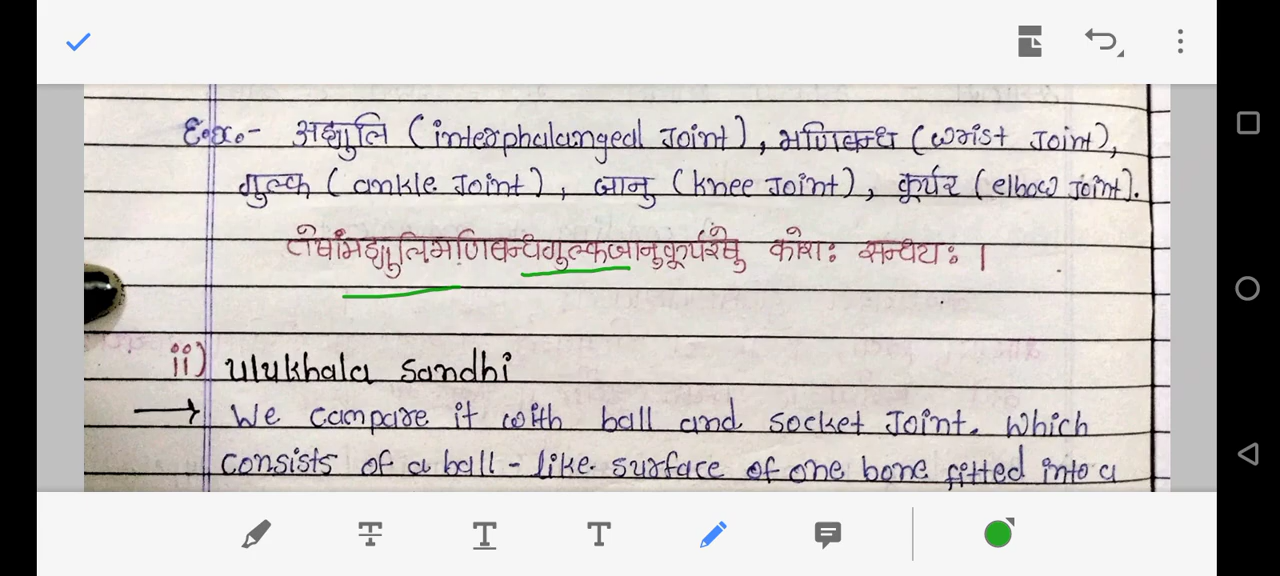 E.x.- अङ्गुलि (interphalangeal Joint), मणिबन्ध (wrist Joint),
गुल्फ (ankle Joint), जानु (knee Joint), कूर्पर (elbow Joint).
तेषांमङ्गुलिमणिबन्धगुल्फजानुकूर्परेषु कोशः सन्धयः ।
ii) Ulukhala Sandhi
→ We campare it with ball and socket Joint. Which
consists of a ball-like surface of one bone fitted into a
T T T